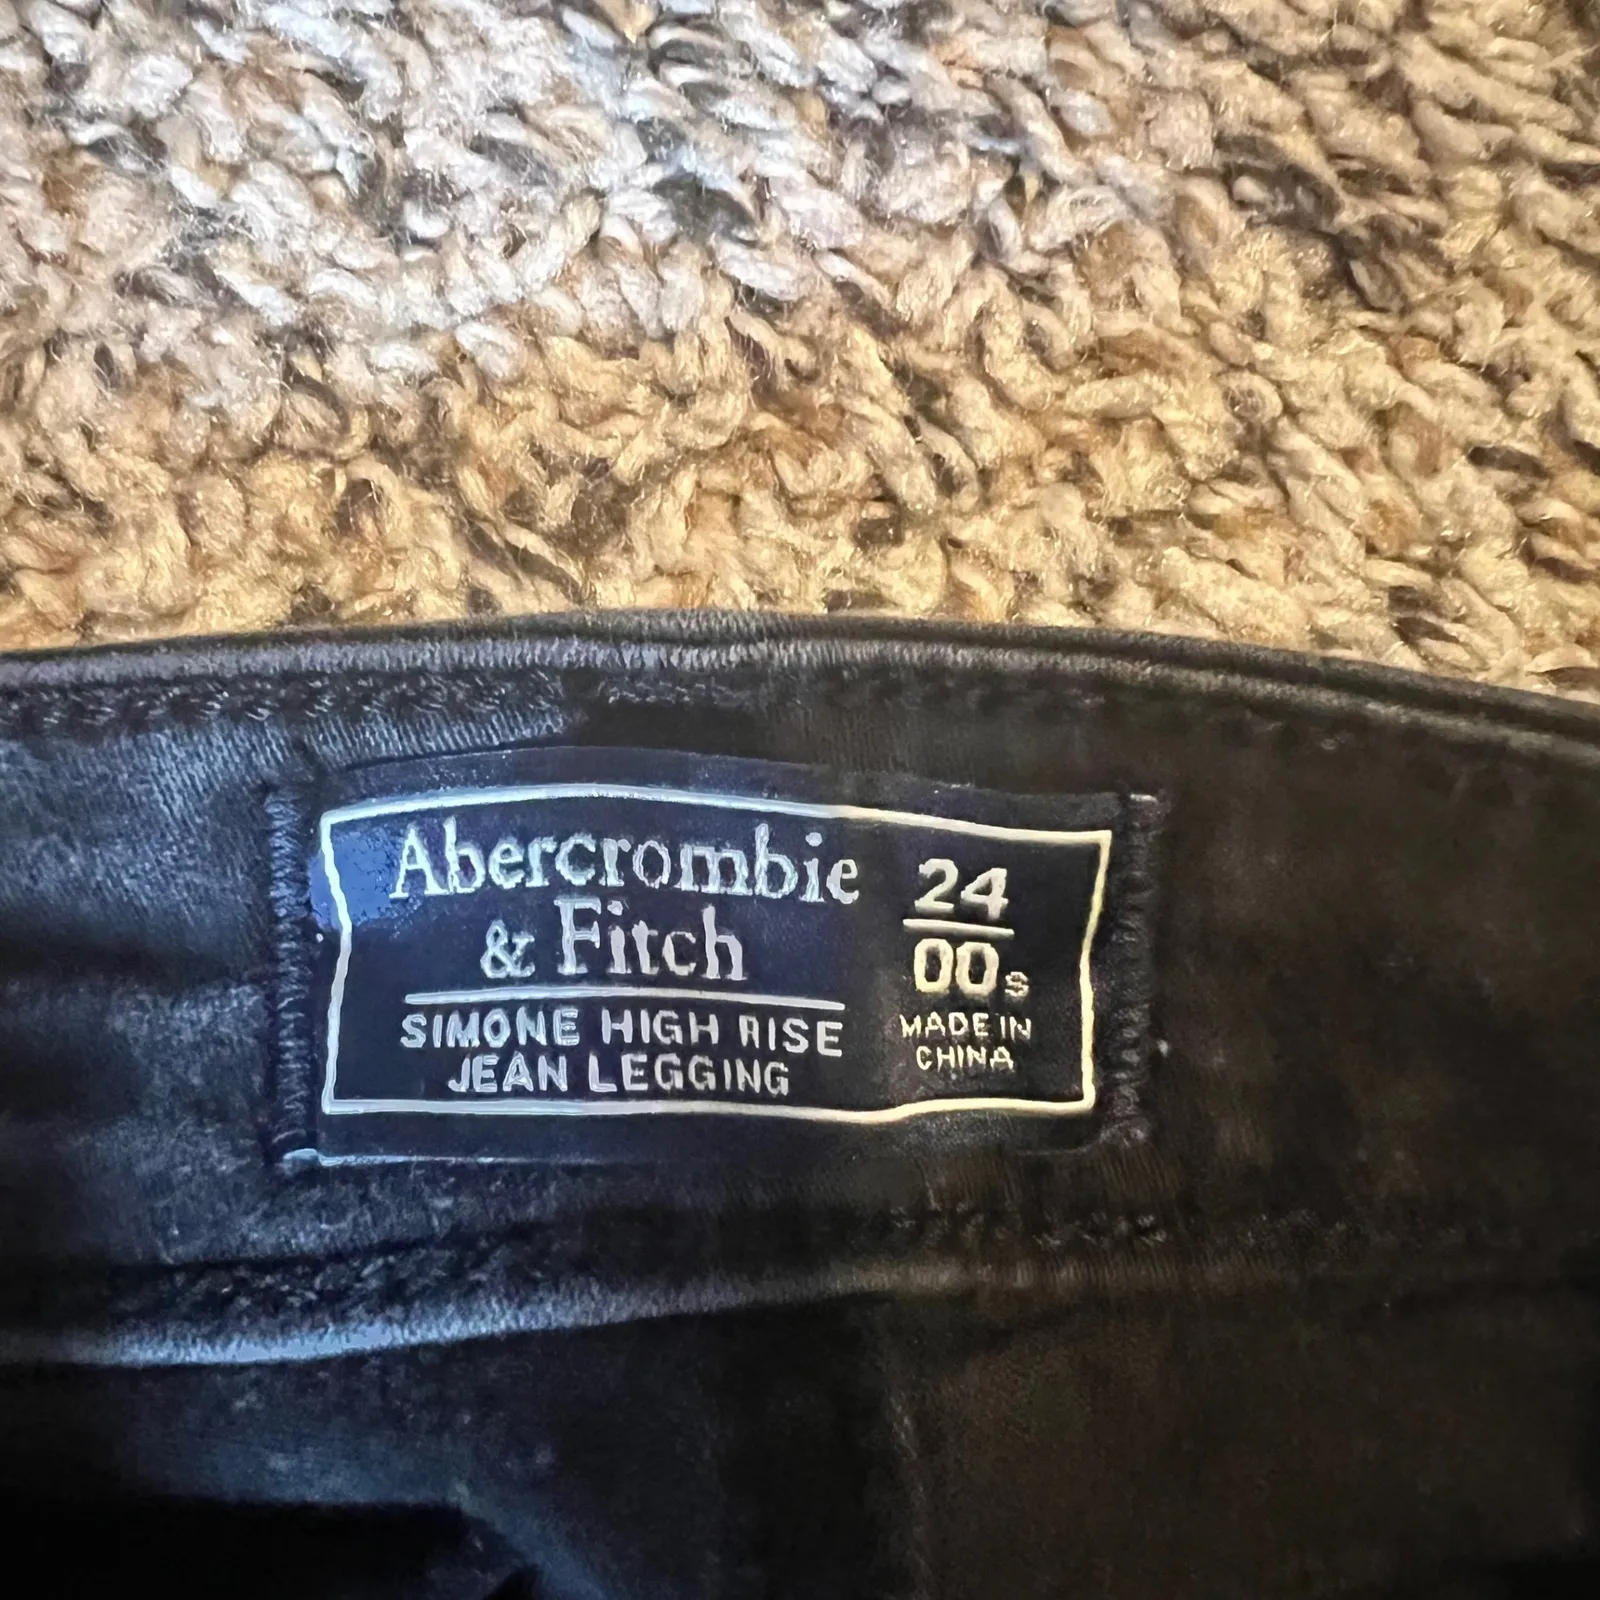 Abercrombie
& Fitch
SIMONE HIGH RISE
JEAN LEGGING
24
00s
MADE IN
CHINA